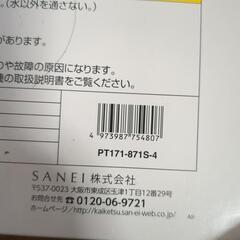 (水以外を通さない。)
があります。
のや故障の原因になります。
機の取扱説明書をご覧ください。
4 973987 754807
PT171-871S-4
SANEI 株式会社
〒537-0023 大阪市東成区玉津1丁目12番29号
お問合せ先 0120-06-9721
ホームページ/http://kaiketsu.san-ei-web.co.jp/